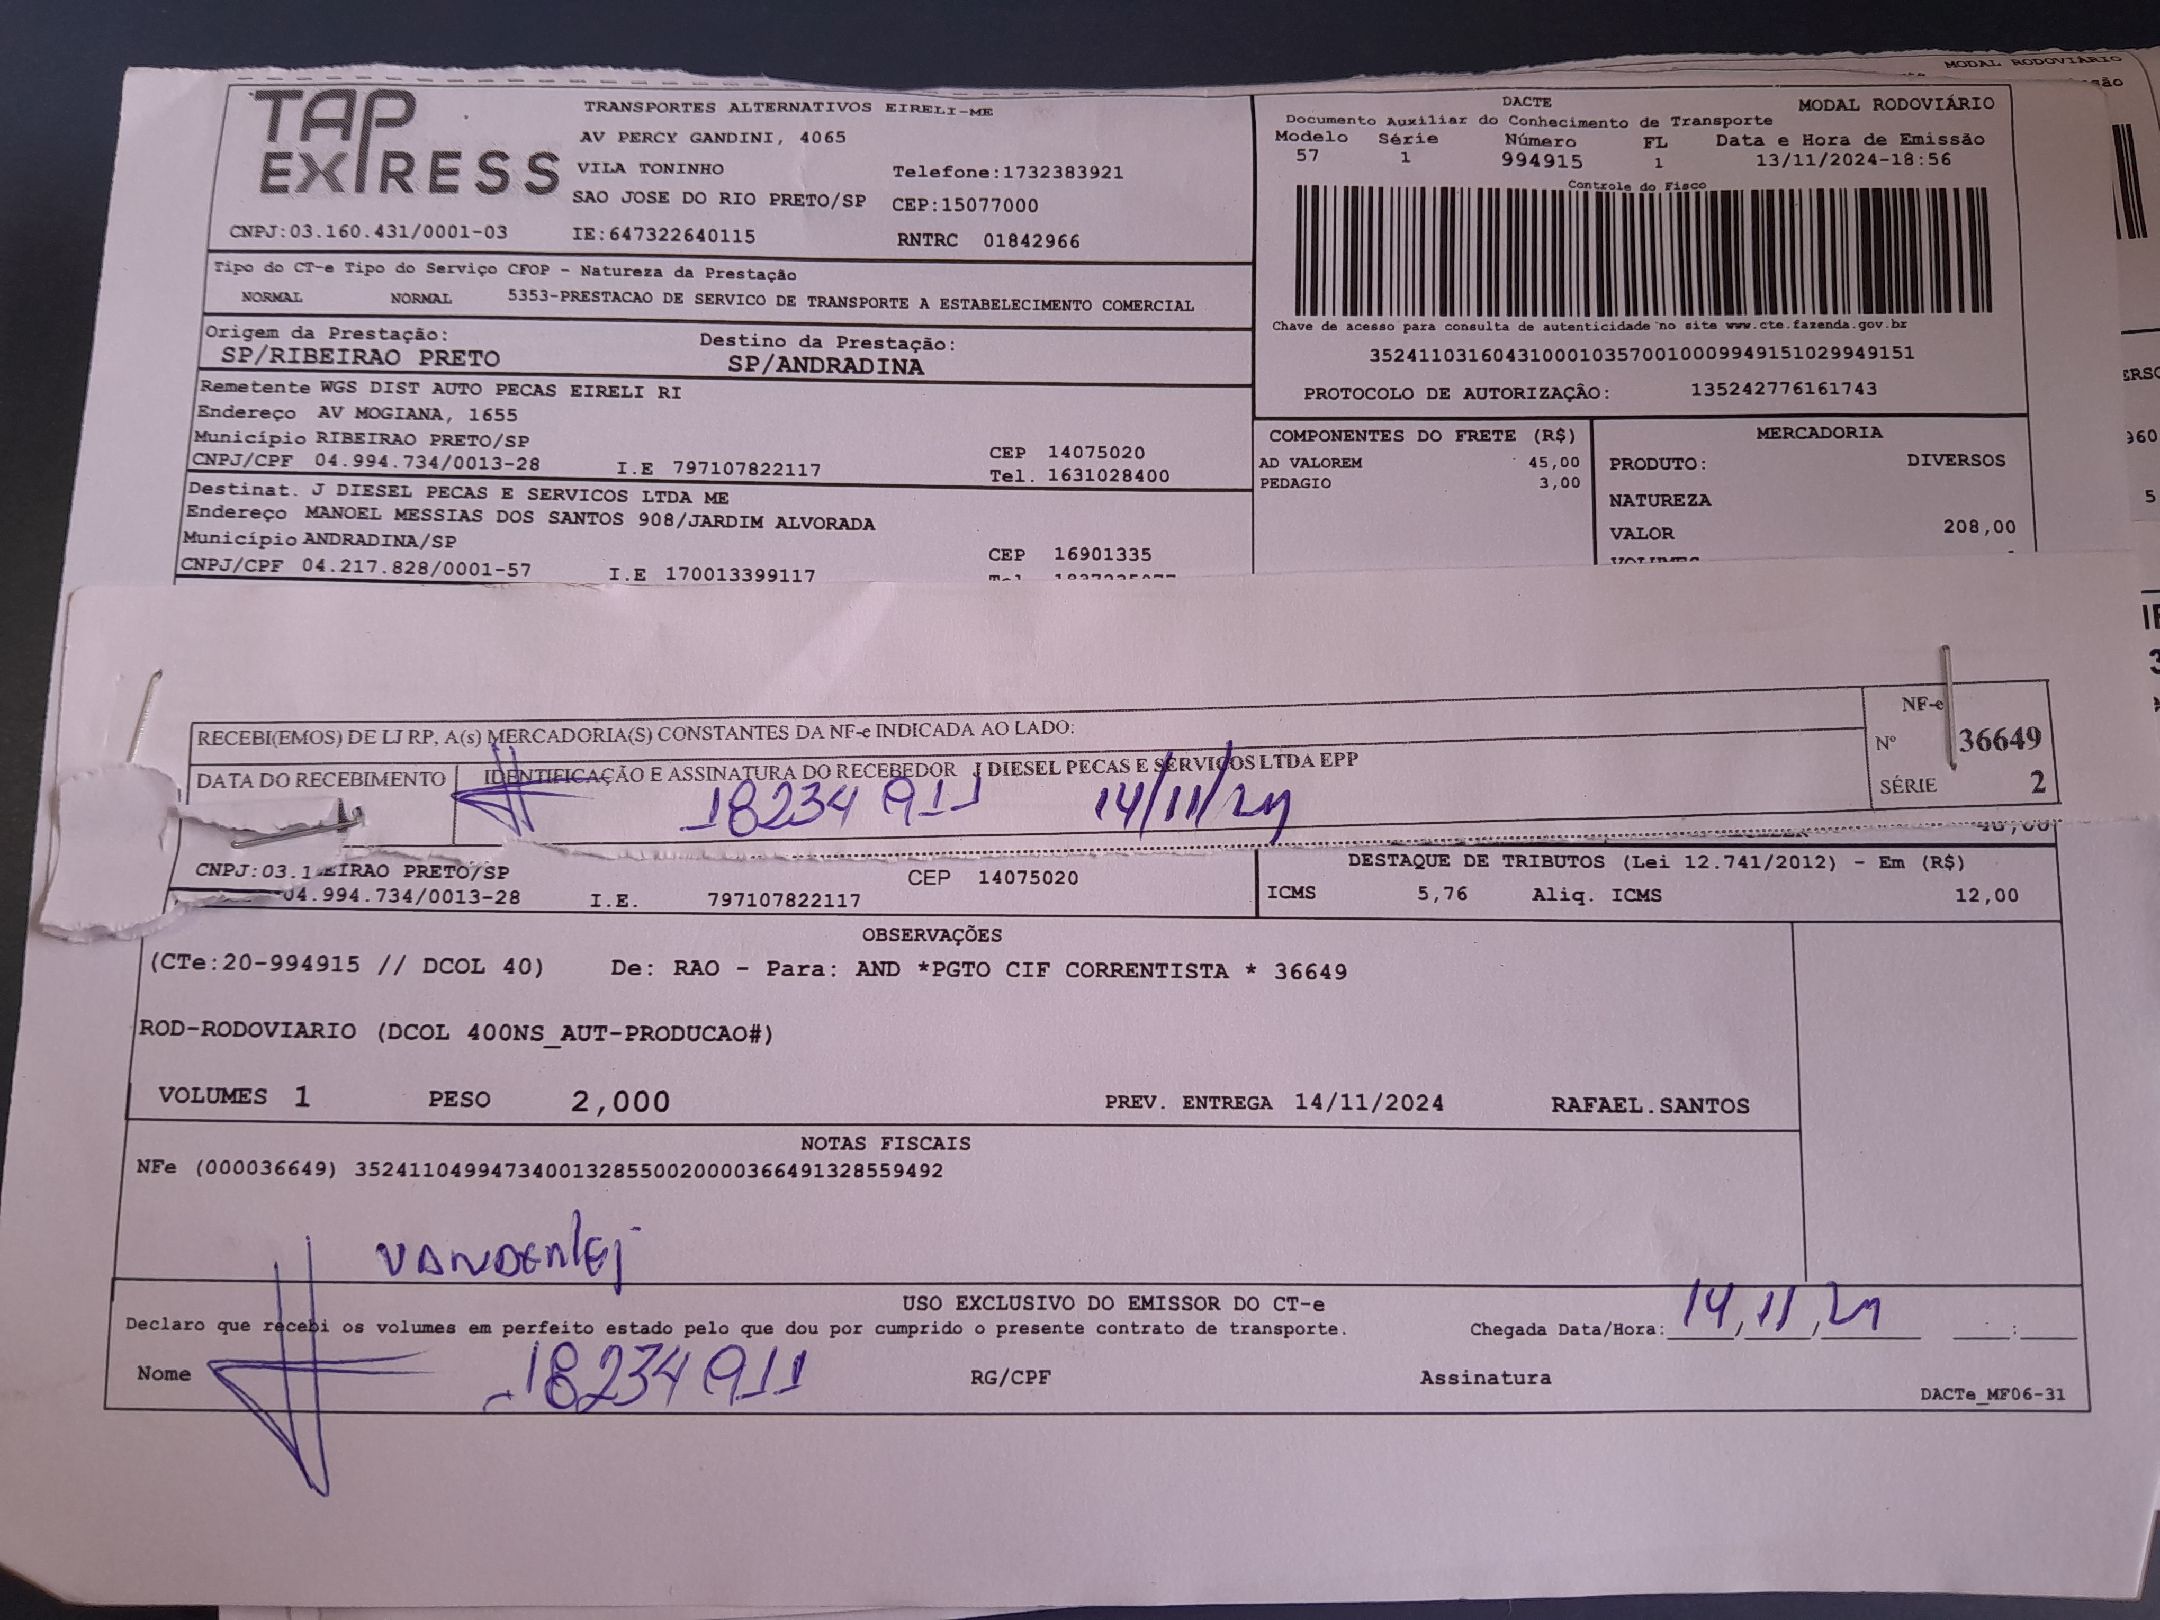 TAP EXPRESS
TRANSPORTES ALTERNATIVOS EIRELI-ME
AV PERCY GANDINI, 4065
VILA TONINHO Telefone:1732383921
SAO JOSE DO RIO PRETO/SP CEP:15077000
CNPJ:03.160.431/0001-03 IE:647322640115 RNTRC 01842966
Tipo do CT-e Tipo do Serviço CFOP - Natureza da Prestação
NORMAL NORMAL 5353-PRESTACAO DE SERVICO DE TRANSPORTE A ESTABELECIMENTO COMERCIAL
Origem da Prestação: Destino da Prestação:
SP/RIBEIRAO PRETO SP/ANDRADINA
Remetente WGS DIST AUTO PECAS EIRELI RI
Endereço AV MOGIANA, 1655
Município RIBEIRAO PRETO/SP CEP 14075020
CNPJ/CPF 04.994.734/0013-28 I.E 797107822117 Tel. 1631028400
Destinat. J DIESEL PECAS E SERVICOS LTDA ME
Endereço MANOEL MESSIAS DOS SANTOS 908/JARDIM ALVORADA
Município ANDRADINA/SP CEP 16901335
CNPJ/CPF 04.217.828/0001-57 I.E 170013399117
DACTE MODAL RODOVIÁRIO
Documento Auxiliar do Conhecimento de Transporte
Modelo Série Número FL Data e Hora de Emissão
57 1 994915 1 13/11/2024-18:56
Controle do Fisco
Chave de acesso para consulta de autenticidade no site www.cte.fazenda.gov.br
35241103160431000103570010009949151029949151
PROTOCOLO DE AUTORIZAÇÃO: 135242776161743
COMPONENTES DO FRETE (R$)
AD VALOREM 45,00
PEDAGIO 3,00
MERCADORIA
PRODUTO: DIVERSOS
NATUREZA
VALOR 208,00
MODAL RODOVIÁRIO
RECEBI(EMOS) DE LJ RP, A(s) MERCADORIA(S) CONSTANTES DA NF-e INDICADA AO LADO:
DATA DO RECEBIMENTO IDENTIFICAÇÃO E ASSINATURA DO RECEBEDOR J DIESEL PECAS E SERVICOS LTDA EPP
18234911 14/11/24
NF-e
Nº 36649
SÉRIE 2
CNPJ:03.1 EIRAO PRETO/SP CEP 14075020
04.994.734/0013-28 I.E. 797107822117
DESTAQUE DE TRIBUTOS (Lei 12.741/2012) - Em (R$)
ICMS 5,76 Aliq. ICMS 12,00
OBSERVAÇÕES
(CTe:20-994915 // DCOL 40) De: RAO - Para: AND *PGTO CIF CORRENTISTA * 36649
ROD-RODOVIARIO (DCOL 400NS_AUT-PRODUCAO#)
VOLUMES 1 PESO 2,000 PREV. ENTREGA 14/11/2024 RAFAEL.SANTOS
NOTAS FISCAIS
NFe (000036649) 35241104994734001328550020000366491328559492
VANDERLEJ
USO EXCLUSIVO DO EMISSOR DO CT-e
Declaro que recebi os volumes em perfeito estado pelo que dou por cumprido o presente contrato de transporte. Chegada Data/Hora: 14,11,24 :
Nome 18234911 RG/CPF Assinatura
DACTe_MF06-31